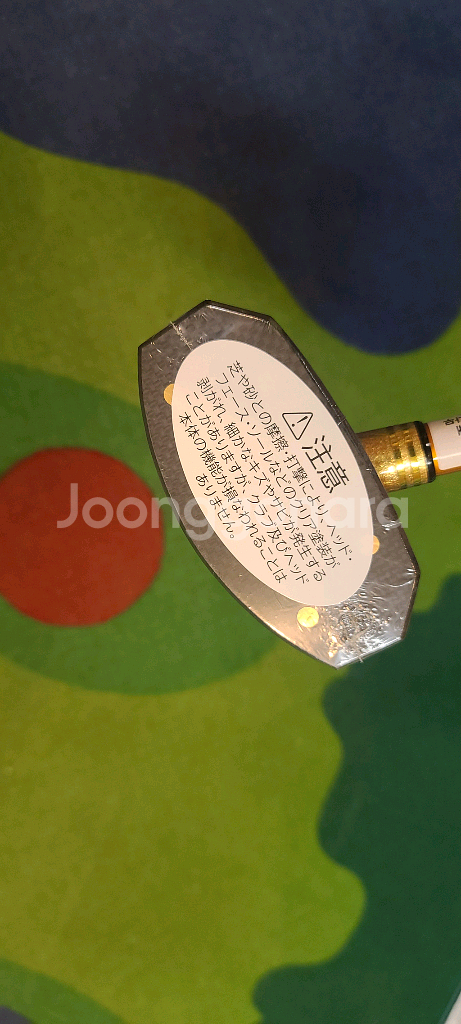 ⚠注意
芝や砂との摩擦・打撃により、ヘッド・
フェース・ソールなどのクリア塗装が
剥がれ、細かなキズやサビが発生する
ことがありますが、クラブ及びヘッド
本体の機能が損なわれることは
ありません。
Joonggonara